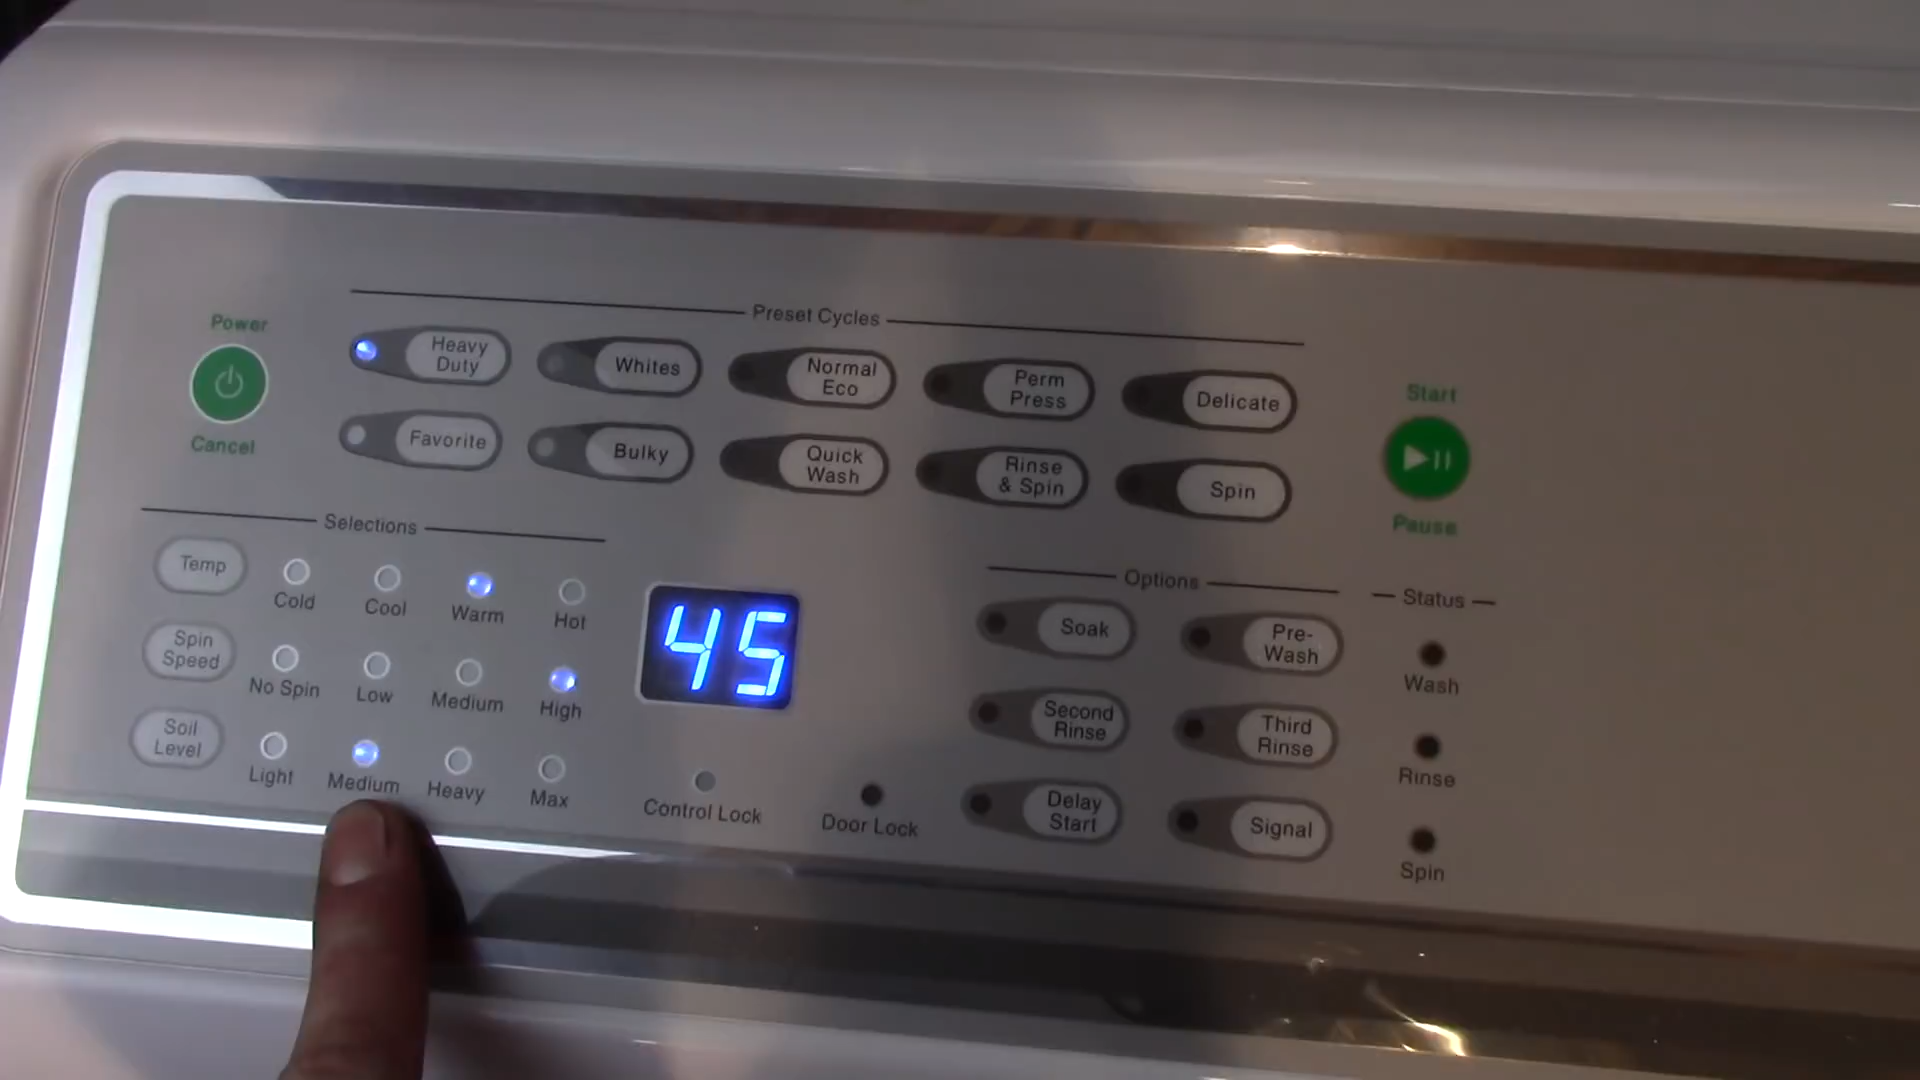 Power
Cancel
Preset Cycles
Heavy
Duty
Whites
Normal
Eco
Perm
Press
Delicate
Favorite
Bulky
Quick
Wash
Rinse
& Spin
Spin
Start
Pause
Selections
Temp
Cold
Cool
Warm
Hot
Spin
Speed
No Spin
Low
Medium
High
Soil
Level
Light
Medium
Heavy
Max
45
Control Lock
Door Lock
Options
Soak
Pre-
Wash
Second
Rinse
Third
Rinse
Delay
Start
Signal
Status
Wash
Rinse
Spin